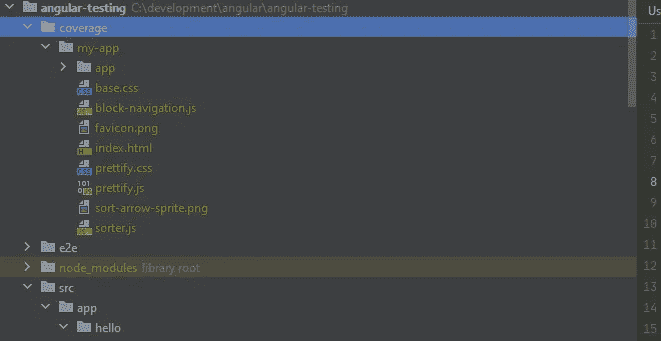 angular-testing C:\development\angular\angular-testing
Us
coverage
1
my-app
2
3
app
4
base.css
5
block-navigation.js
6
favicon.png
7
index.html
8
prettify.css
9
prettify.js
10
sort-arrow-sprite.png
sorter.js
11
e2e
12
node_modules library root
13
src
14
app
15
hello